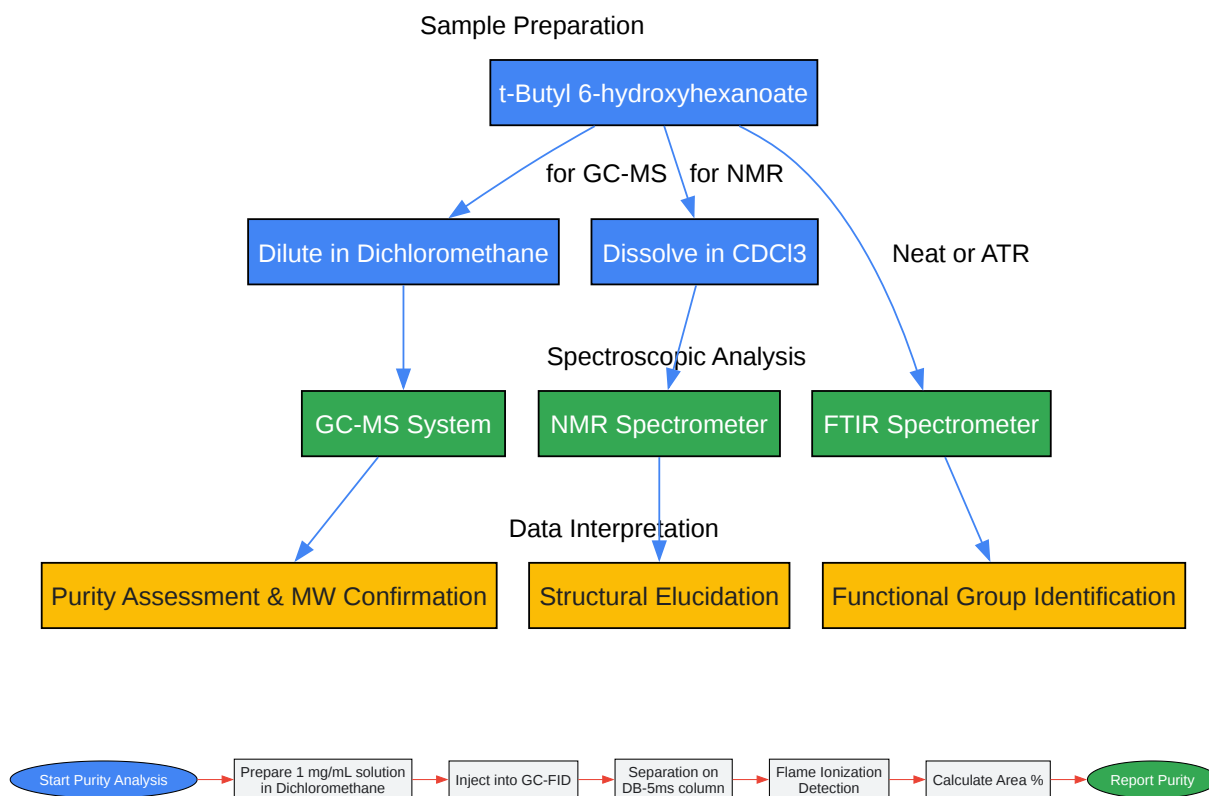 Sample Preparation
t-Butyl 6-hydroxyhexanoate
for GC-MS
for NMR
Dilute in Dichloromethane
Dissolve in CDCl3
Neat or ATR
Spectroscopic Analysis
GC-MS System
NMR Spectrometer
FTIR Spectrometer
Data Interpretation
Purity Assessment & MW Confirmation
Structural Elucidation
Functional Group Identification
Start Purity Analysis
Prepare 1 mg/mL solution
in Dichloromethane
Inject into GC-FID
Separation on
DB-5ms column
Flame Ionization
Detection
Calculate Area %
Report Purity